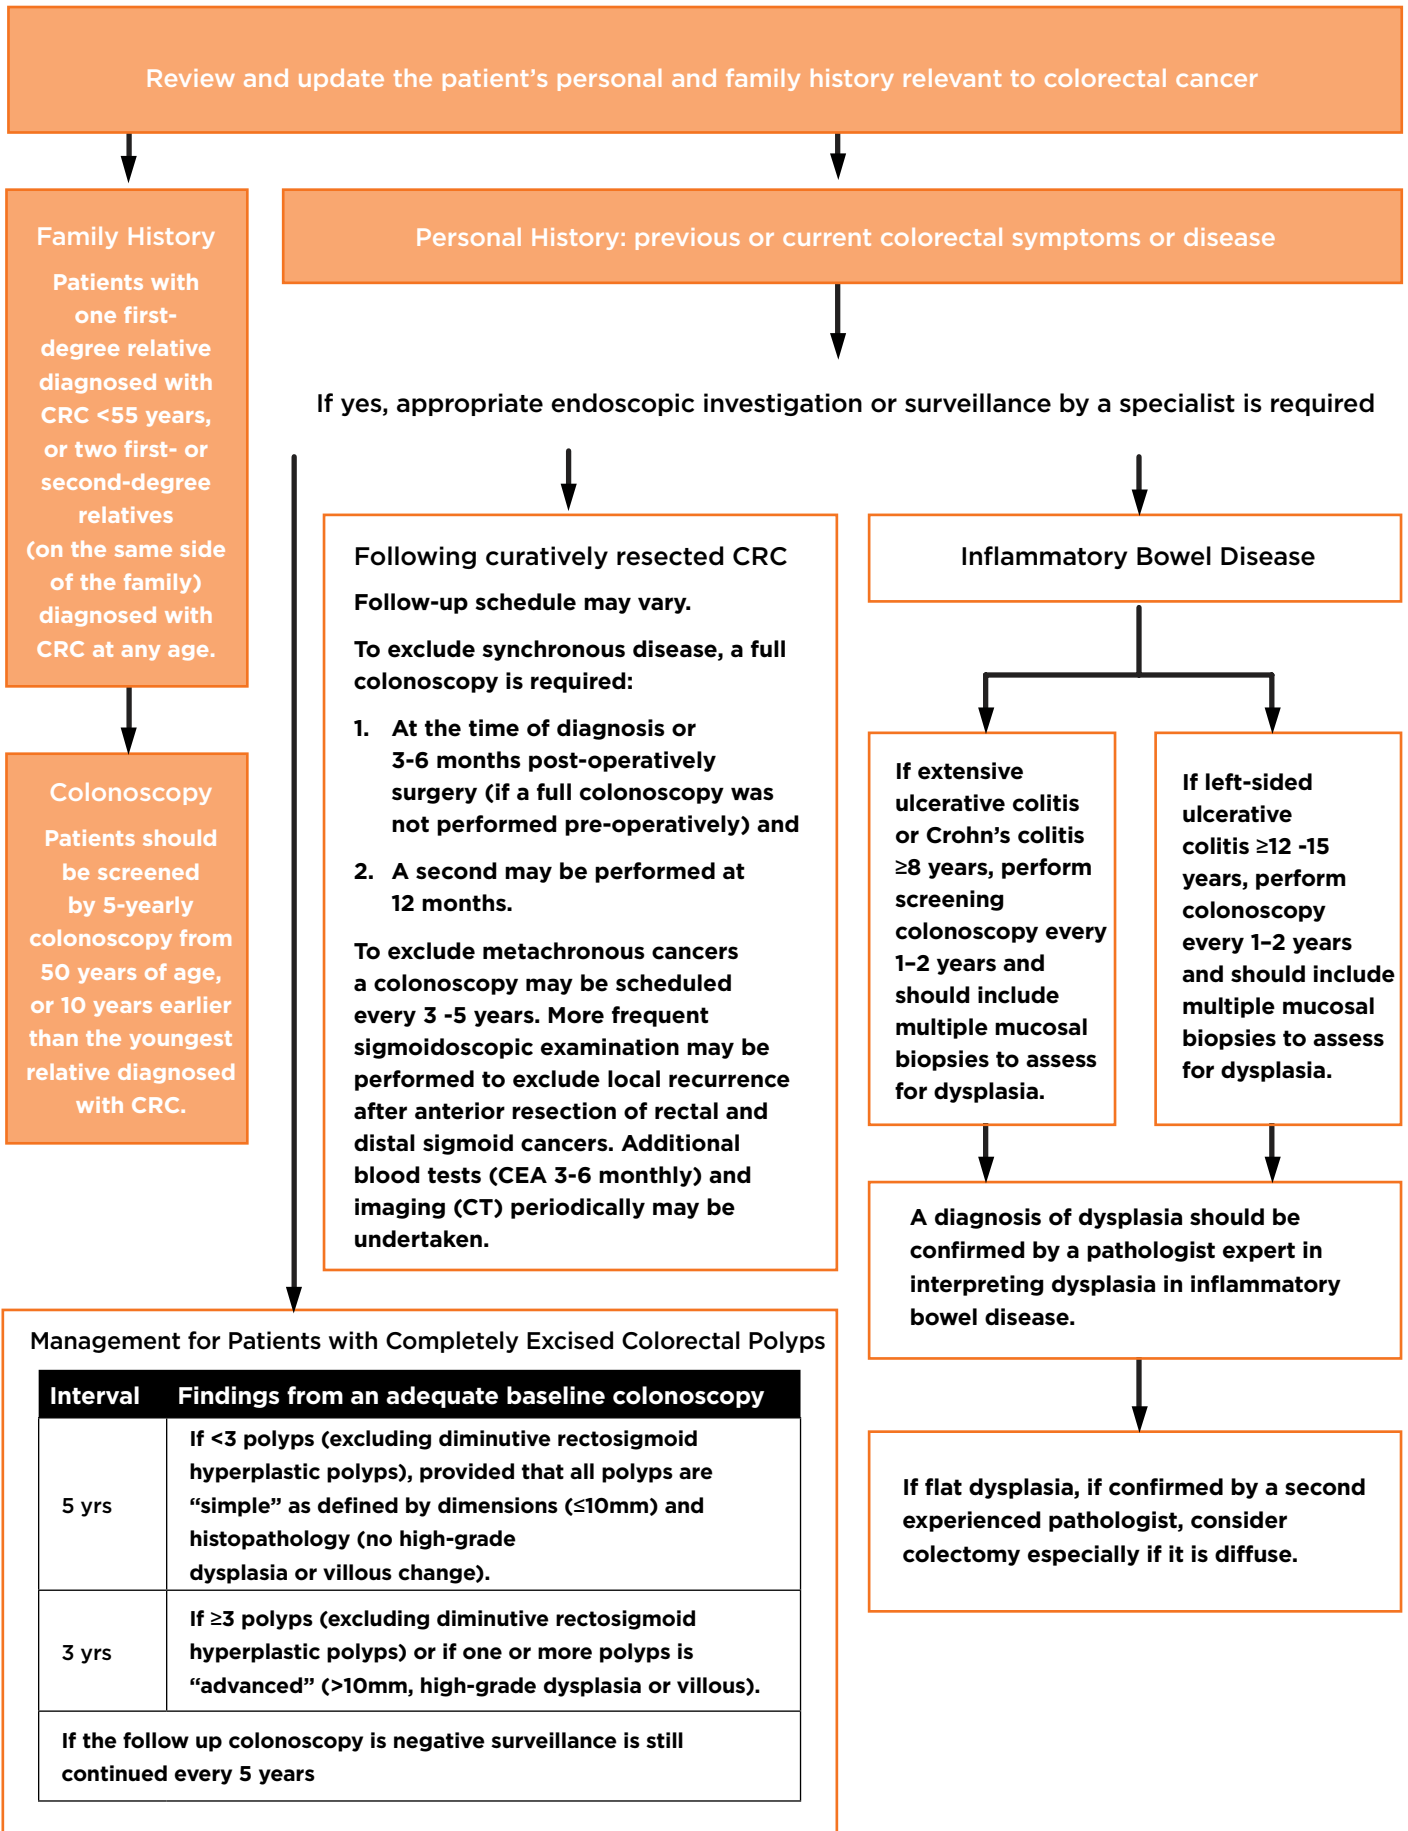 Review and update the patient’s personal and family history relevant to colorectal cancer
Family History
Patients with
one first-
degree relative
diagnosed with
CRC <55 years,
or two first- or
second-degree
relatives
(on the same side
of the family)
diagnosed with
CRC at any age.
Colonoscopy
Patients should
be screened
by 5-yearly
colonoscopy from
50 years of age,
or 10 years earlier
than the youngest
relative diagnosed
with CRC.
Personal History: previous or current colorectal symptoms or disease
If yes, appropriate endoscopic investigation or surveillance by a specialist is required
Following curatively resected CRC
Follow-up schedule may vary.
To exclude synchronous disease, a full
colonoscopy is required:
1. At the time of diagnosis or
3-6 months post-operatively
surgery (if a full colonoscopy was
not performed pre-operatively) and
2. A second may be performed at
12 months.
To exclude metachronous cancers
a colonoscopy may be scheduled
every 3 -5 years. More frequent
sigmoidoscopic examination may be
performed to exclude local recurrence
after anterior resection of rectal and
distal sigmoid cancers. Additional
blood tests (CEA 3-6 monthly) and
imaging (CT) periodically may be
undertaken.
Inflammatory Bowel Disease
If extensive
ulcerative colitis
or Crohn’s colitis
≥8 years, perform
screening
colonoscopy every
1–2 years and
should include
multiple mucosal
biopsies to assess
for dysplasia.
If left-sided
ulcerative
colitis ≥12 -15
years, perform
colonoscopy
every 1–2 years
and should include
multiple mucosal
biopsies to assess
for dysplasia.
A diagnosis of dysplasia should be
confirmed by a pathologist expert in
interpreting dysplasia in inflammatory
bowel disease.
If flat dysplasia, if confirmed by a second
experienced pathologist, consider
colectomy especially if it is diffuse.
Management for Patients with Completely Excised Colorectal Polyps
Interval Findings from an adequate baseline colonoscopy
5 yrs
If <3 polyps (excluding diminutive rectosigmoid
hyperplastic polyps), provided that all polyps are
“simple” as defined by dimensions (≤10mm) and
histopathology (no high-grade
dysplasia or villous change).
3 yrs
If ≥3 polyps (excluding diminutive rectosigmoid
hyperplastic polyps) or if one or more polyps is
“advanced” (>10mm, high-grade dysplasia or villous).
If the follow up colonoscopy is negative surveillance is still
continued every 5 years